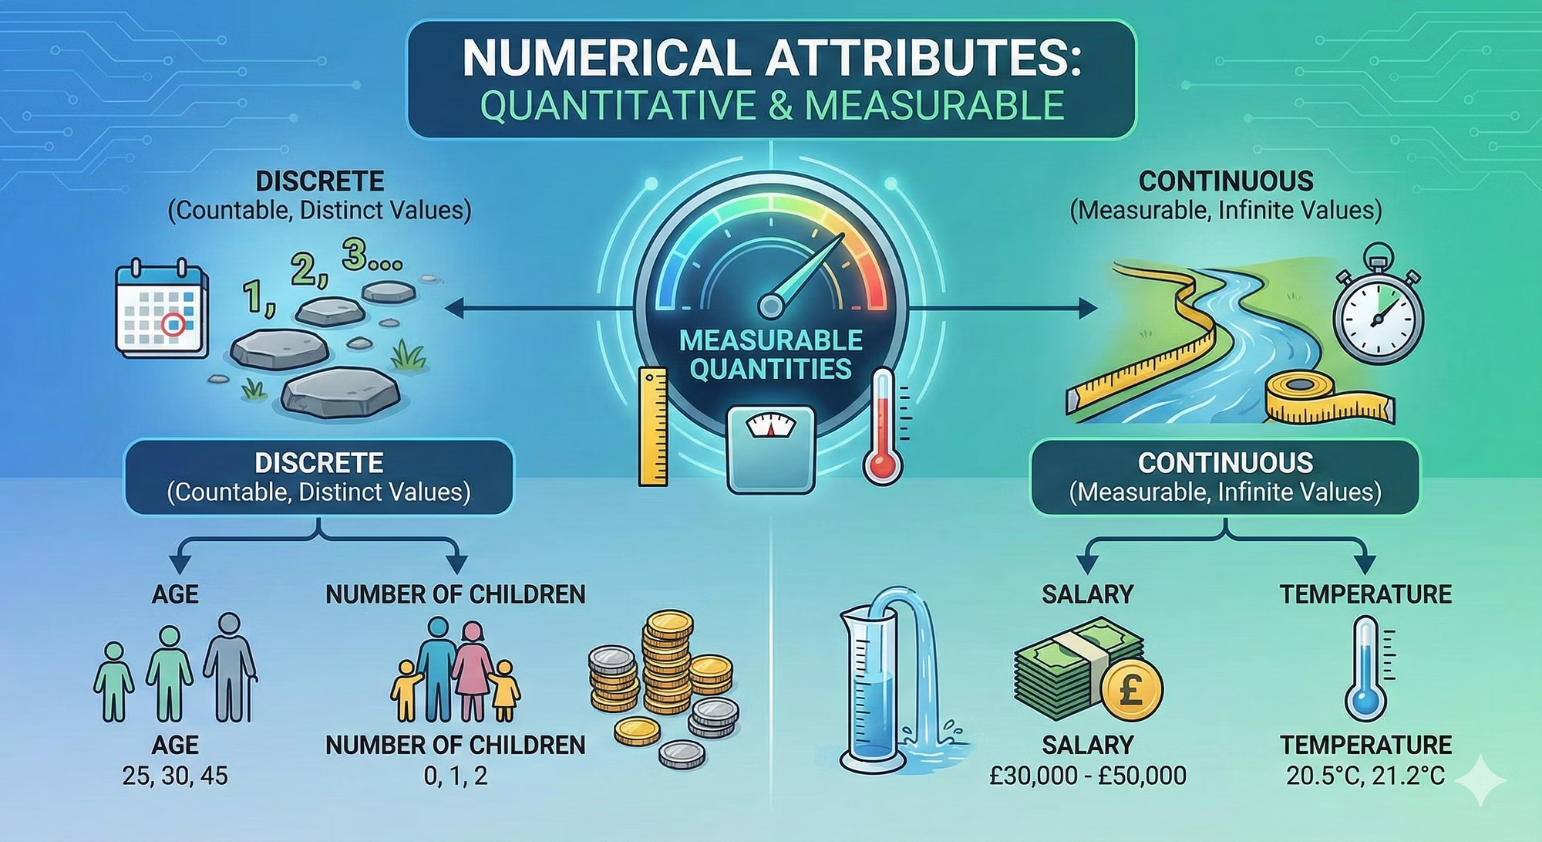 NUMERICAL ATTRIBUTES:
QUANTITATIVE & MEASURABLE
DISCRETE
(Countable, Distinct Values)
1, 2, 3...
MEASURABLE
QUANTITIES
CONTINUOUS
(Measurable, Infinite Values)
DISCRETE
(Countable, Distinct Values)
AGE
NUMBER OF CHILDREN
AGE
25, 30, 45
NUMBER OF CHILDREN
0, 1, 2
CONTINUOUS
(Measurable, Infinite Values)
SALARY
TEMPERATURE
£
SALARY
£30,000 - £50,000
TEMPERATURE
20.5°C, 21.2°C